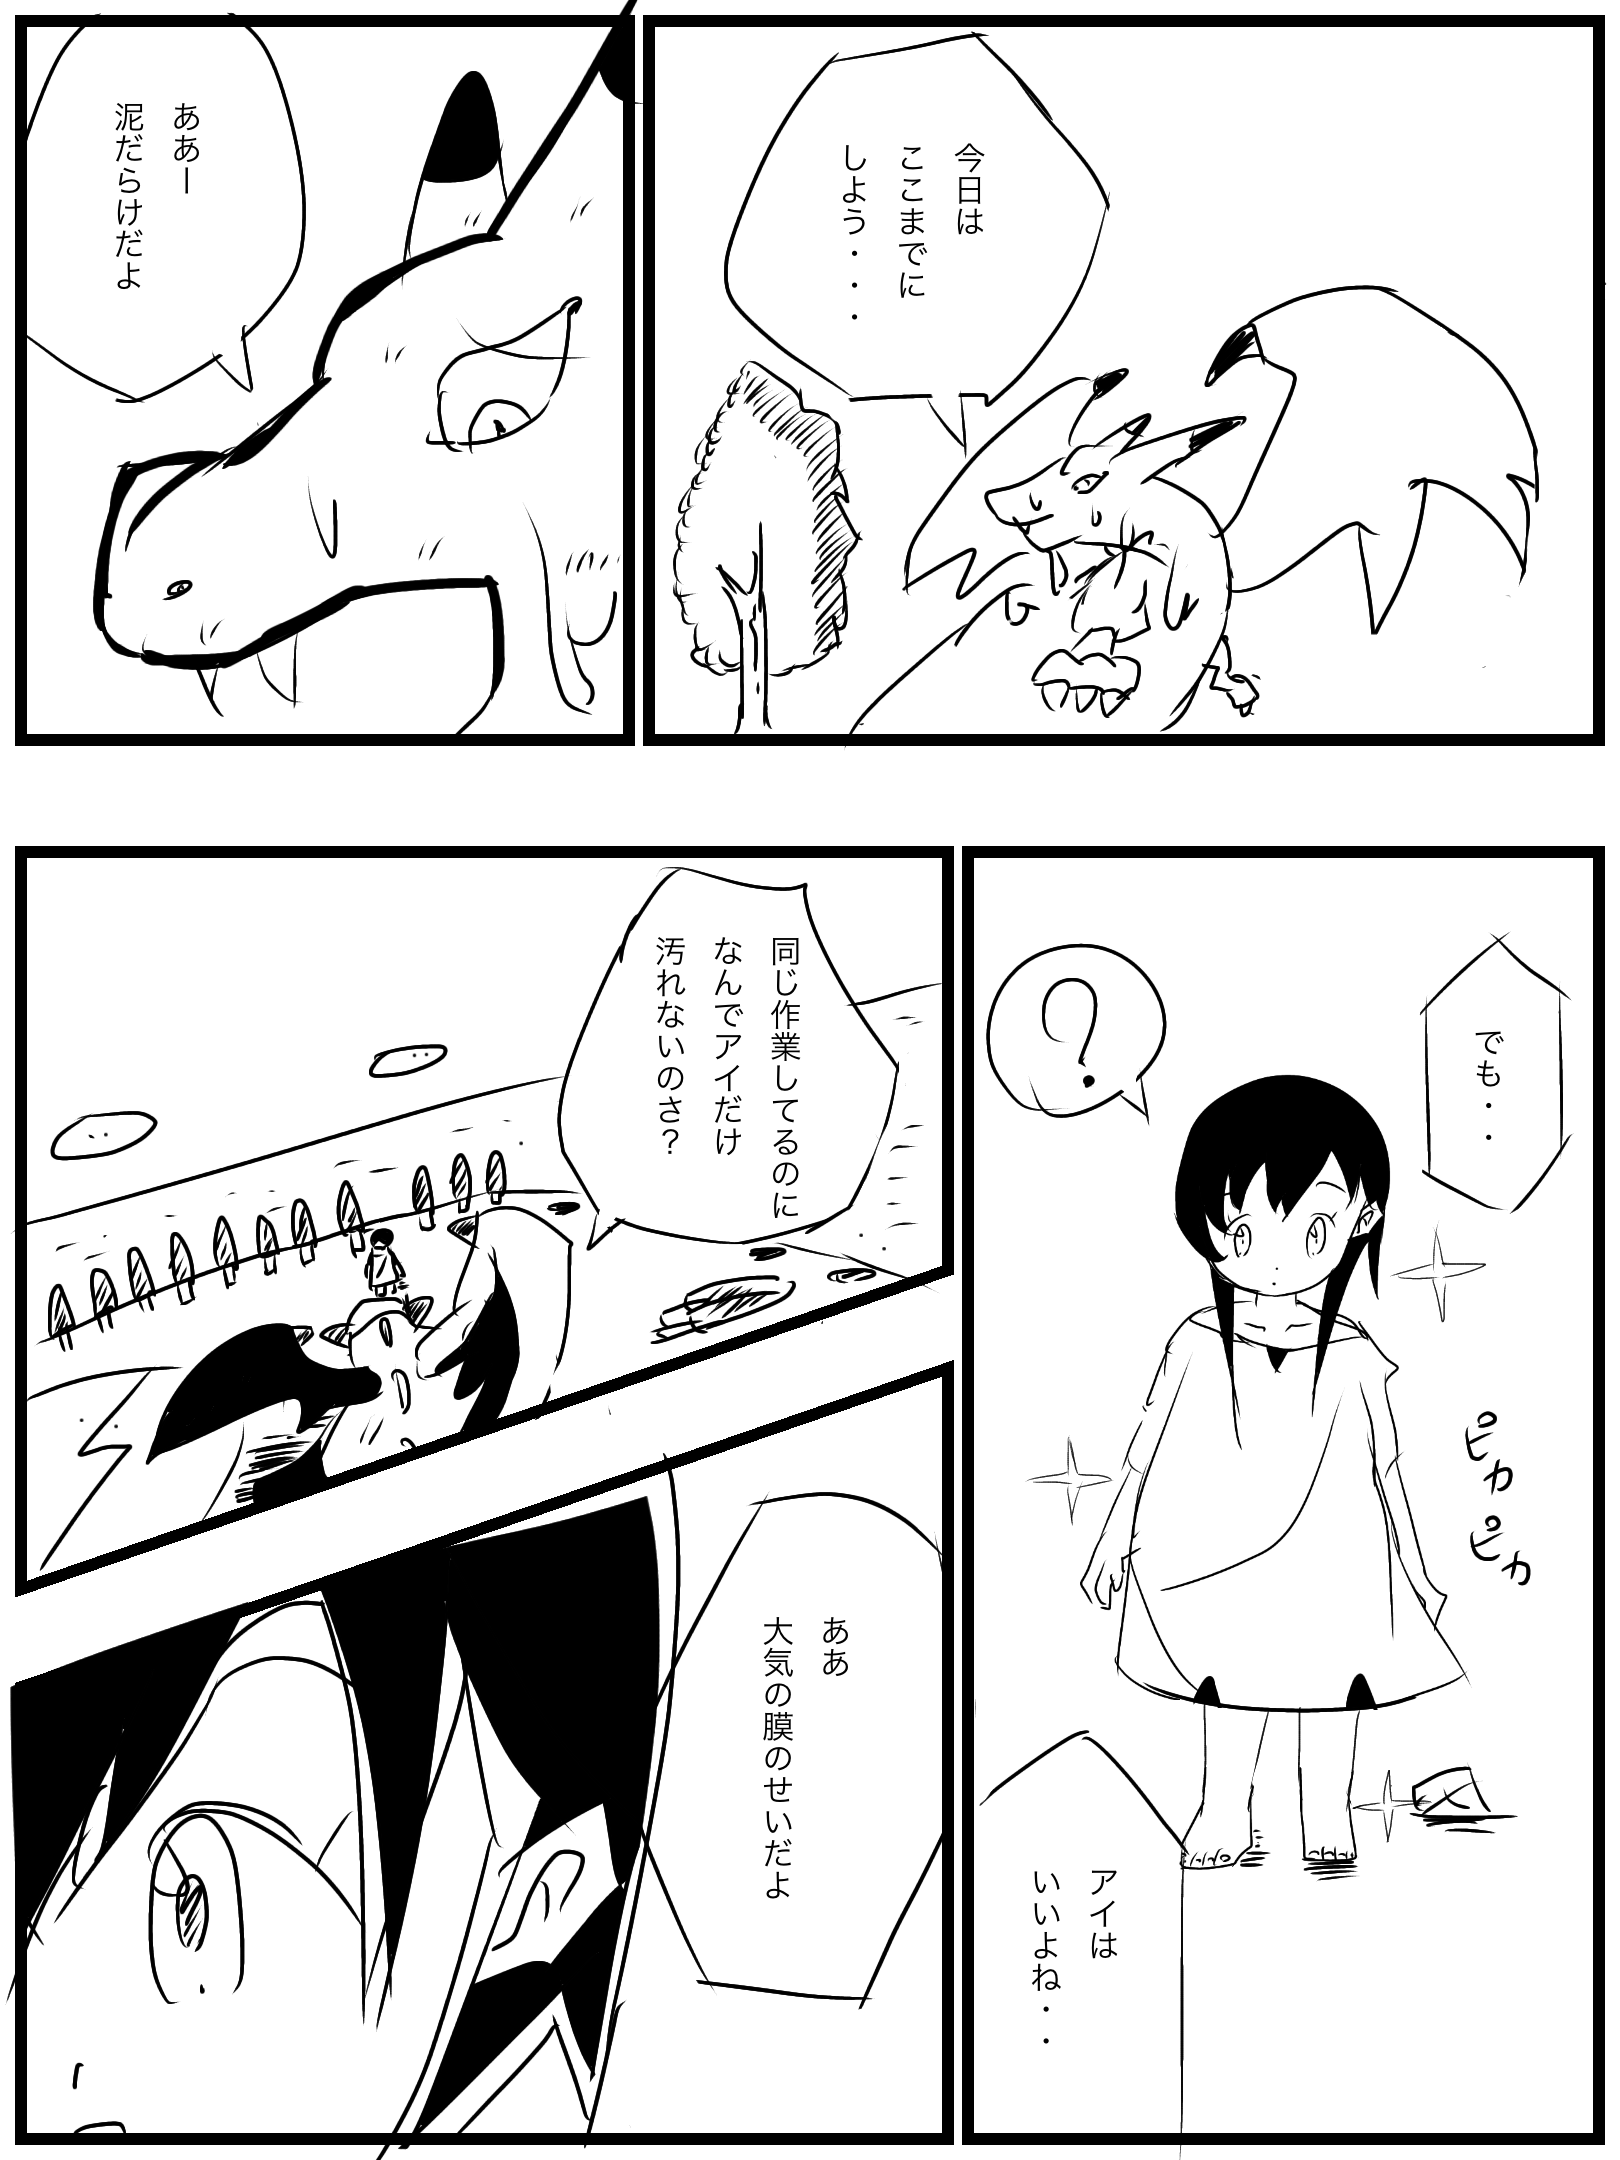 今日は
ここまでに
しよう・・・
ああー
泥だらけだよ
でも・・
?
ピカ
ピカ
アイは
いいよね・・
同じ作業してるのに
なんでアイだけ
汚れないのさ？
ああ
大気の膜のせいだよ